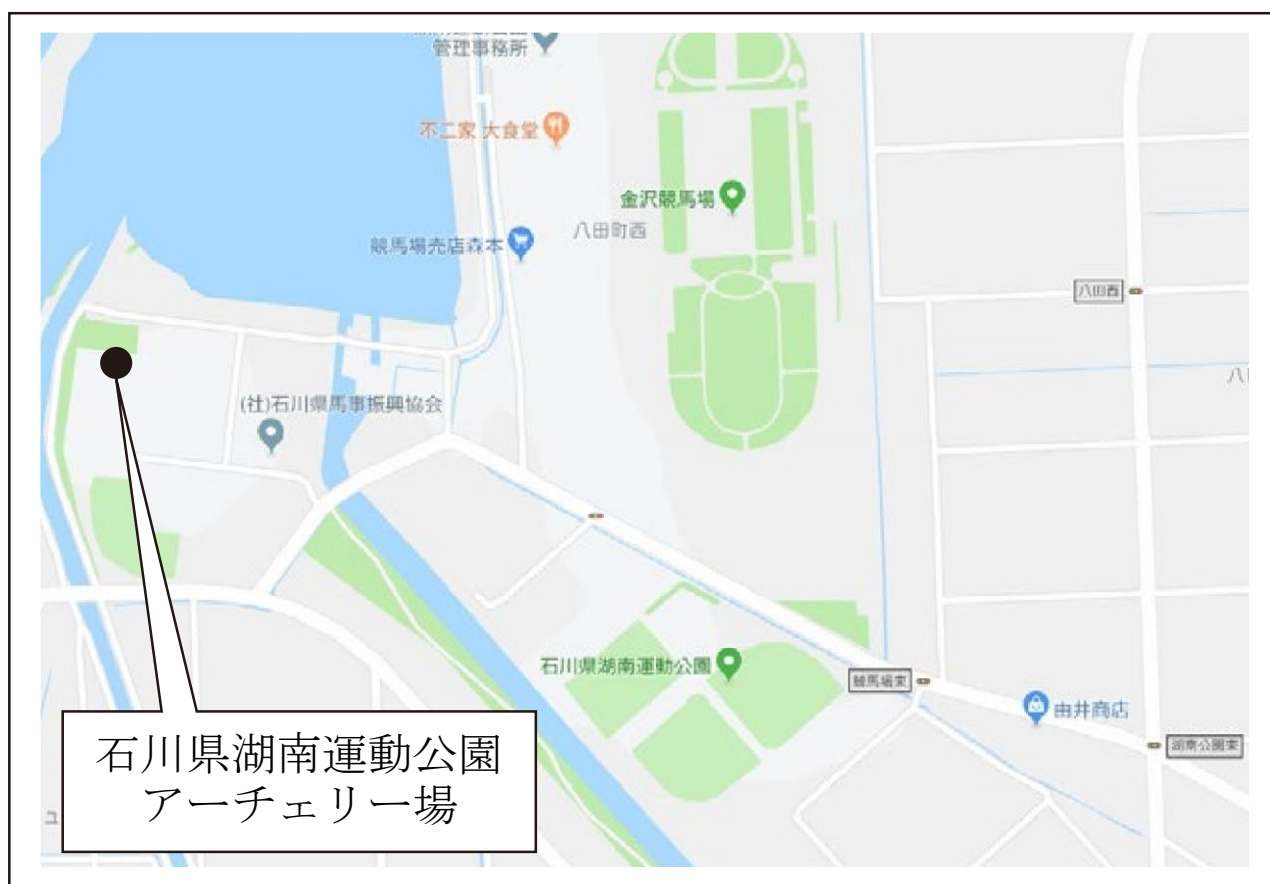 管理事務所
不二家 大食堂
金沢競馬場
八田町西
競馬場売店森本
八田西
(社)石川県馬事振興協会
石川県湖南運動公園
競馬場東
由井商店
湖南公園東
石川県湖南運動公園
アーチェリー場